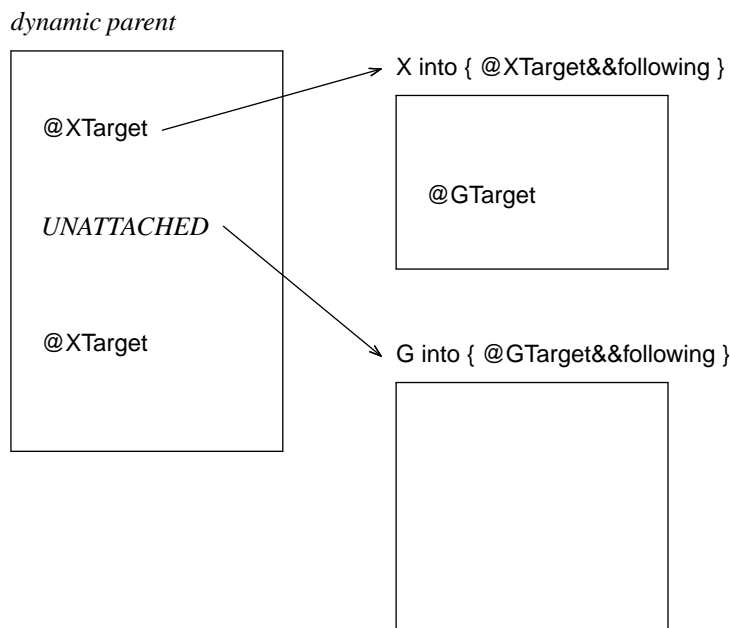 dynamic parent
X into { @XTarget&&following }
@XTarget
@GTarget
UNATTACHED
@XTarget
G into { @GTarget&&following }